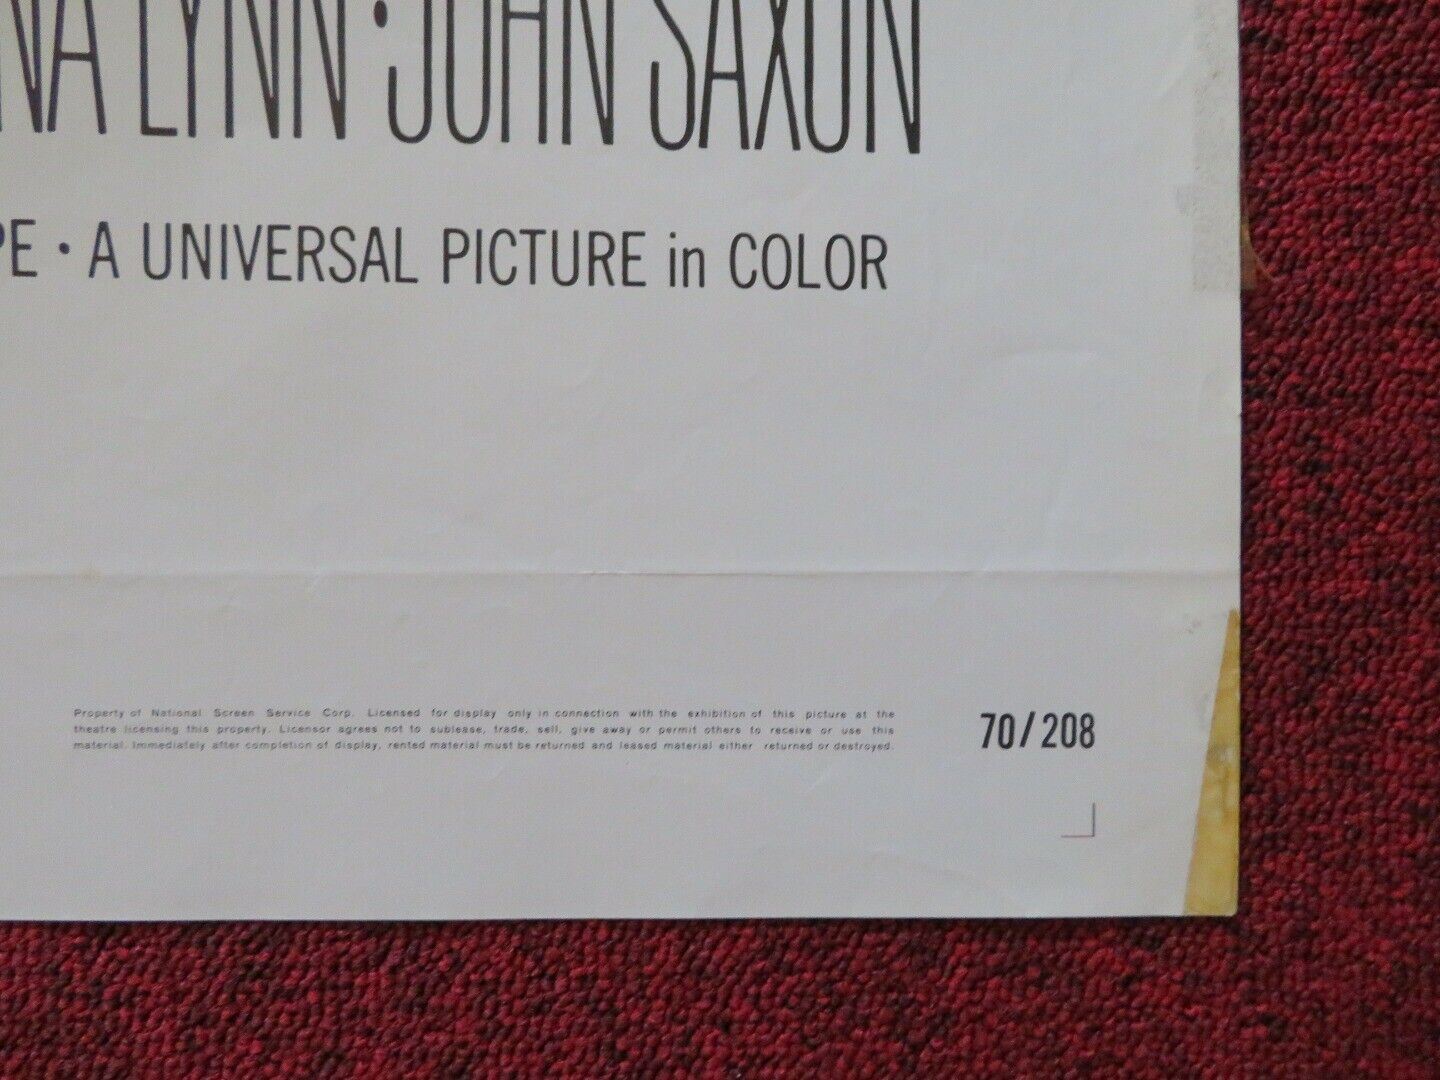 NA LYNN · JOHN SAXON
PE · A UNIVERSAL PICTURE in COLOR
Property of National Screen Service Corp. Licensed for display only in connection with the exhibition of this picture at the
theatre licensing this property. Licensor agrees not to sublease, trade, sell, give away or permit others to receive or use this
material. Immediately after completion of display, rented material must be returned and leased material either returned or destroyed.
70/208